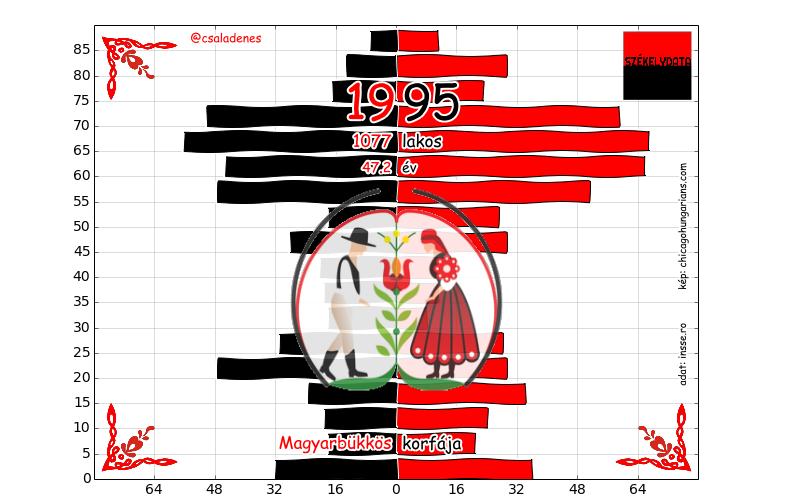 @csaladenes
SZÉKELYDATA
1995
1077 lakos
47.2 év
kép: chicagohungarians.com
adat: insse.ro
Magyarbükkös korfája
85
80
75
70
65
60
55
50
45
40
35
30
25
20
15
10
5
0
64 48 32 16 0 16 32 48 64